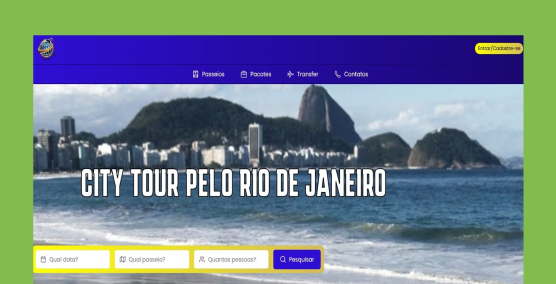 Entrar/Cadastre-se
Passeios
Pacotes
Transfer
Contatos
CITY TOUR PELO RIO DE JANEIRO
Qual data?
Qual passeio?
Quantas pessoas?
Pesquisar